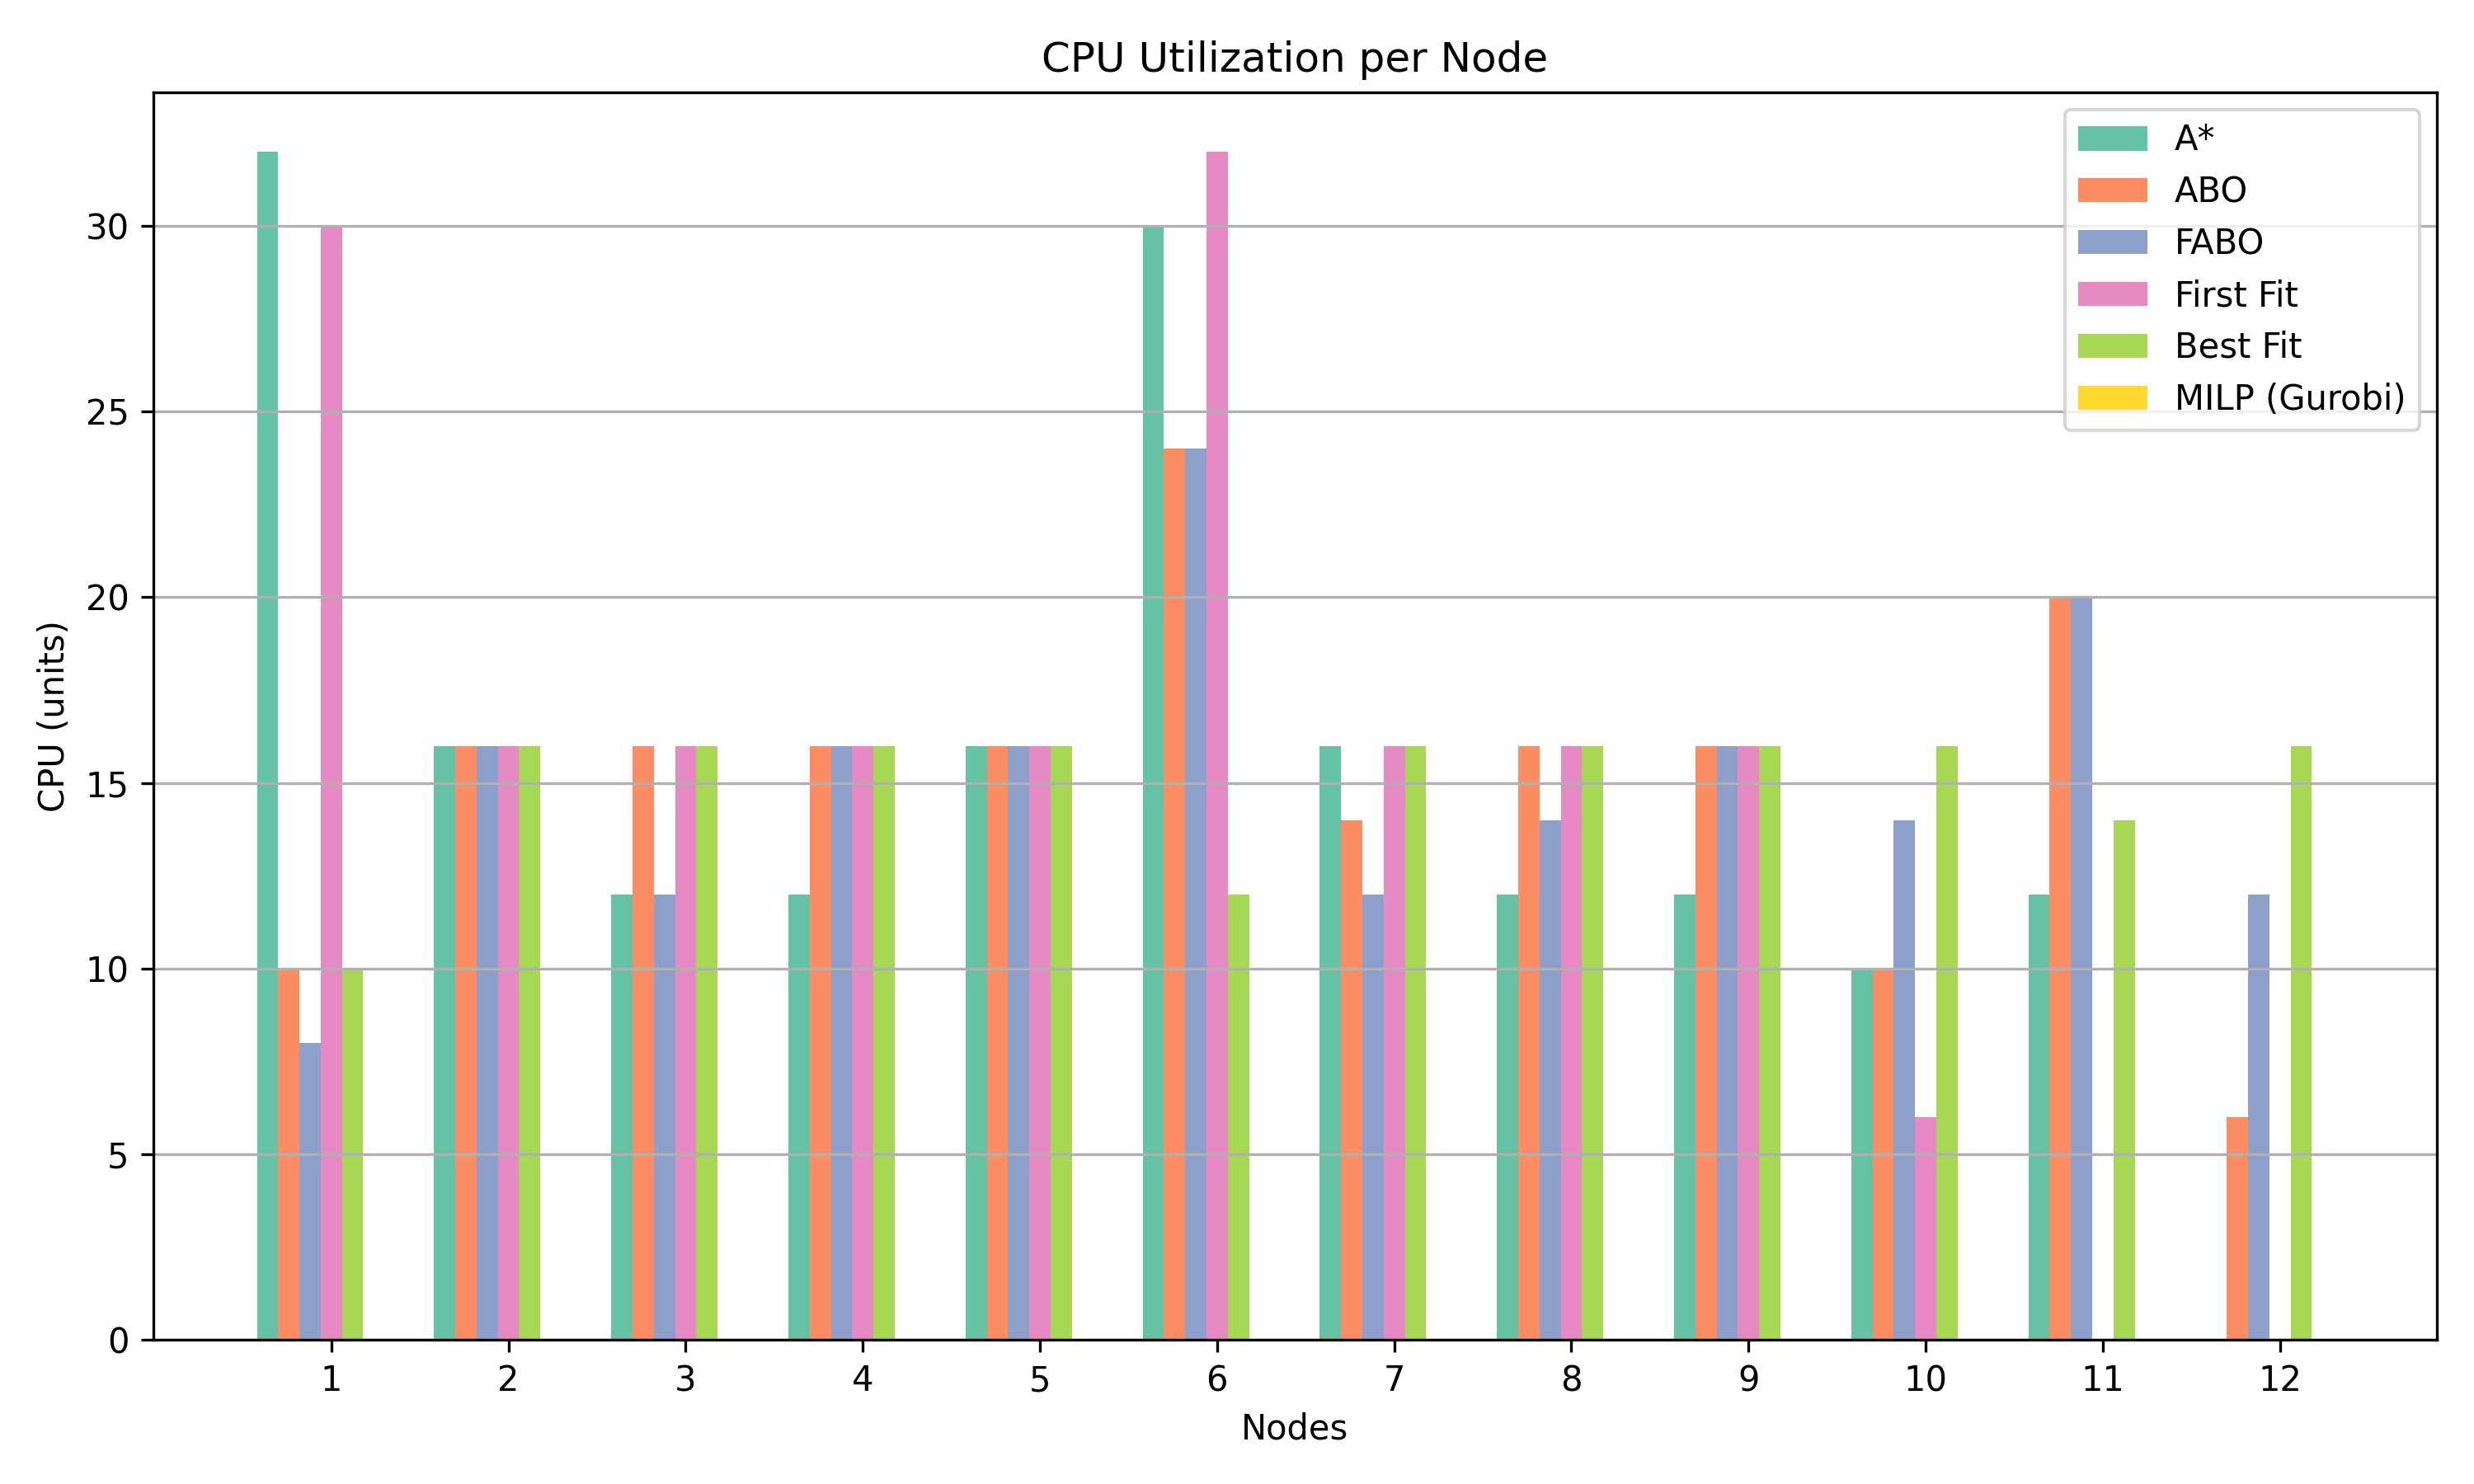 CPU Utilization per Node
A*
ABO
FABO
First Fit
Best Fit
MILP (Gurobi)
CPU (units)
30
25
20
15
10
5
0
1 2 3 4 5 6 7 8 9 10 11 12
Nodes